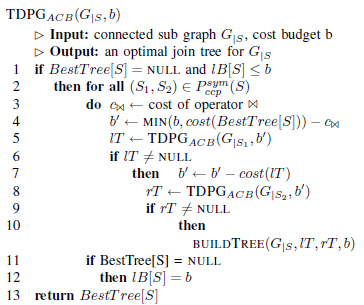 TDPG_ACB(G_|S, b)
▷ Input: connected sub graph G_|S, cost budget b
▷ Output: an optimal join tree for G_|S
1 if BestTree[S] = NULL and lB[S] ≤ b
2 then for all (S₁, S₂) ∈ P^sym_ccp(S)
3 do c_⋈ ← cost of operator ⋈
4 b′ ← MIN(b, cost(BestTree[S])) − c_⋈
5 lT ← TDPG_ACB(G_|S₁, b′)
6 if lT ≠ NULL
7 then b′ ← b′ − cost(lT)
8 rT ← TDPG_ACB(G_|S₂, b′)
9 if rT ≠ NULL
10 then
BUILDTREE(G_|S, lT, rT, b)
11 if BestTree[S] = NULL
12 then lB[S] = b
13 return BestTree[S]